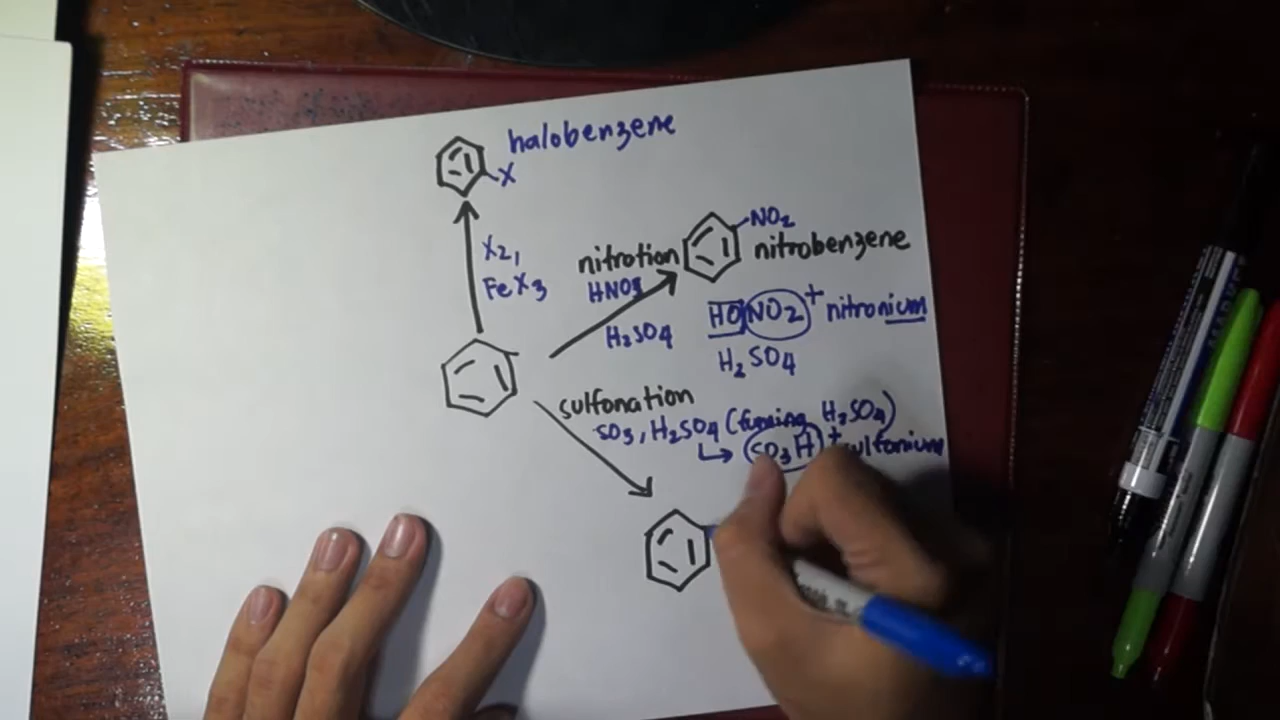 halobenzene
X
X2,
FeX3
NO2
nitrotion
nitrobenzene
HNO3
H2SO4
HO NO2 + nitronium
H2SO4
sulfonation
SO3, H2SO4 (fuming H2SO4)
↳ SO3H + sulfonium